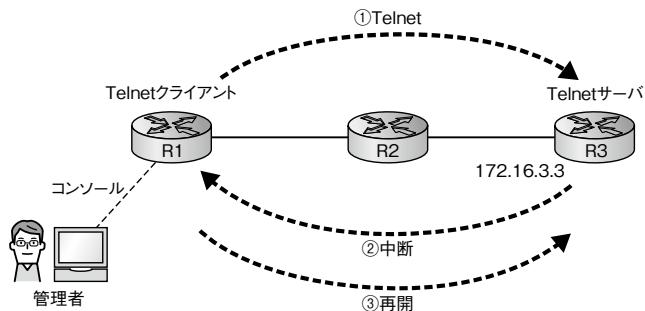 ①Telnet
Telnetクライアント
Telnetサーバ
R1
R2
R3
172.16.3.3
コンソール
②中断
管理者
③再開